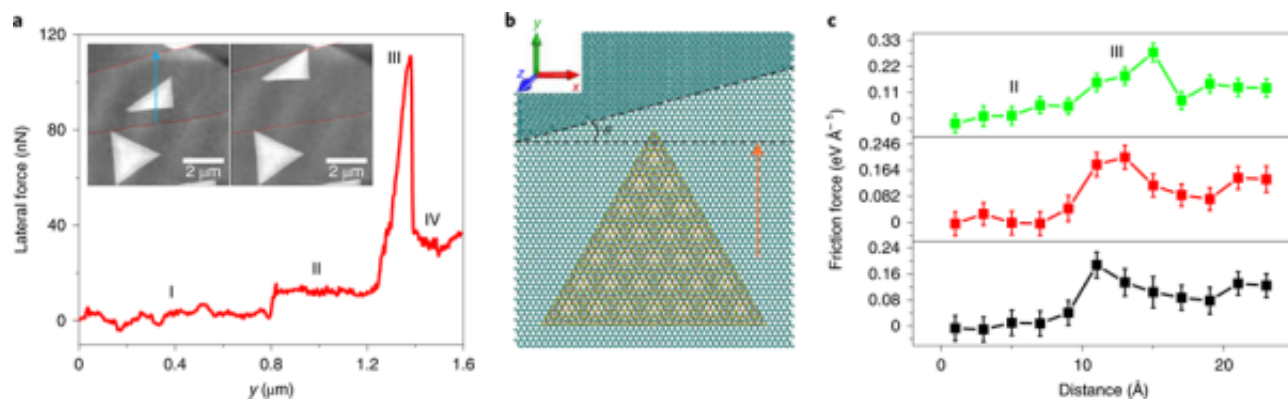 a
120
80
40
0
Lateral force (nN)
0
0.4
0.8
1.2
1.6
y (μm)
I
II
III
IV
2 μm
2 μm
b
y
z
x
c
0.33
0.22
0.11
0
0.246
0.164
0.082
0
0.24
0.16
0.08
0
Friction force (eV Å⁻¹)
II
III
0
10
20
Distance (Å)